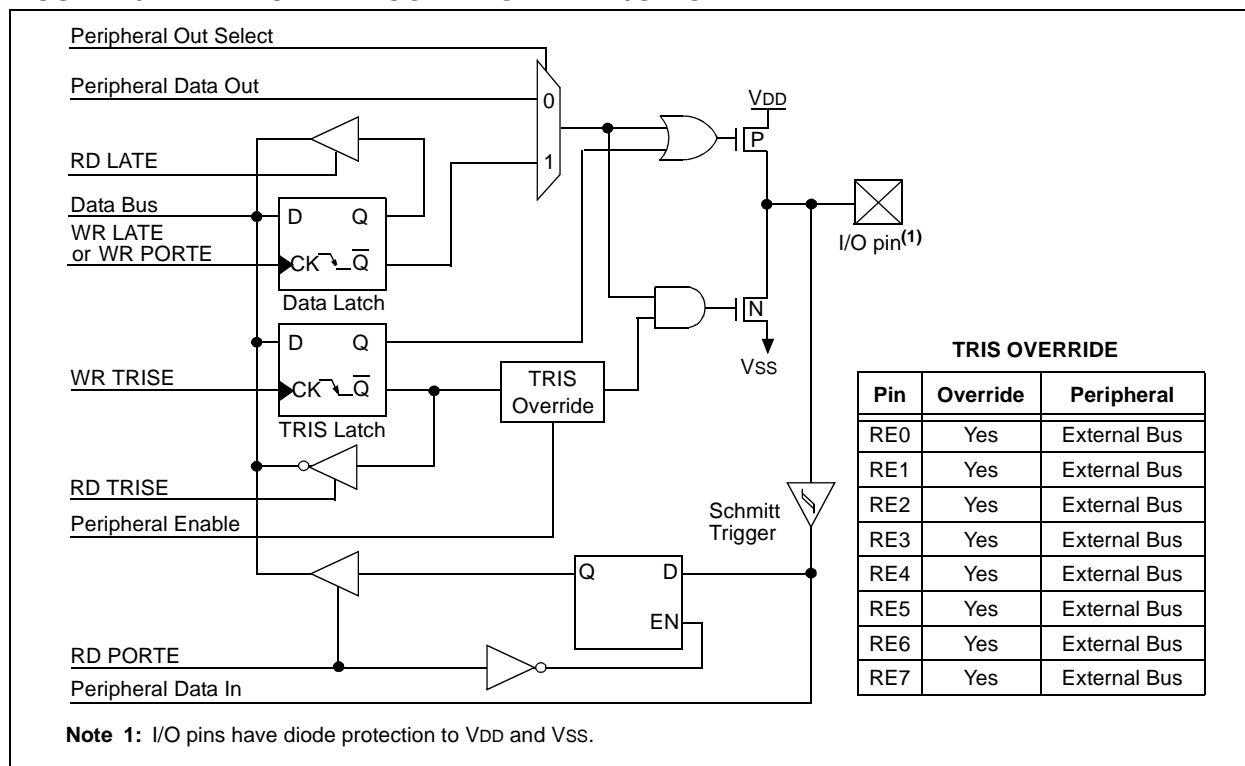 Peripheral Out Select
Peripheral Data Out
0
VDD
P
RD LATE
1
Data Bus
D Q
WR LATE
or WR PORTE
CK Q̅
Data Latch
I/O pin(1)
N
VSS
D Q
WR TRISE
CK Q̅
TRIS Latch
TRIS
Override
RD TRISE
Peripheral Enable
Schmitt
Trigger
Q D
EN
RD PORTE
Peripheral Data In
TRIS OVERRIDE
Pin Override Peripheral
RE0 Yes External Bus
RE1 Yes External Bus
RE2 Yes External Bus
RE3 Yes External Bus
RE4 Yes External Bus
RE5 Yes External Bus
RE6 Yes External Bus
RE7 Yes External Bus
Note 1: I/O pins have diode protection to VDD and VSS.